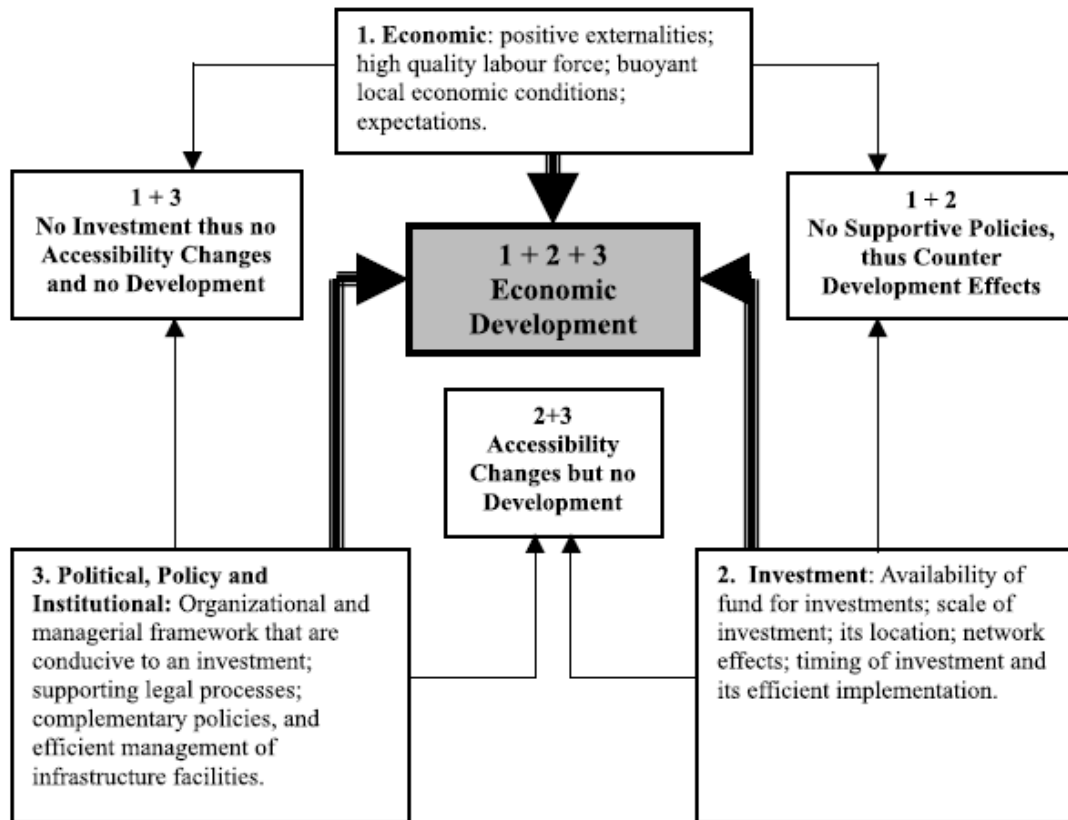 1. Economic: positive externalities;
high quality labour force; buoyant
local economic conditions;
expectations.
1 + 3
No Investment thus no
Accessibility Changes
and no Development
1 + 2
No Supportive Policies,
thus Counter
Development Effects
1 + 2 + 3
Economic
Development
2+3
Accessibility
Changes but no
Development
3. Political, Policy and
Institutional: Organizational and
managerial framework that are
conducive to an investment;
supporting legal processes;
complementary policies, and
efficient management of
infrastructure facilities.
2. Investment: Availability of
fund for investments; scale of
investment; its location; network
effects; timing of investment and
its efficient implementation.